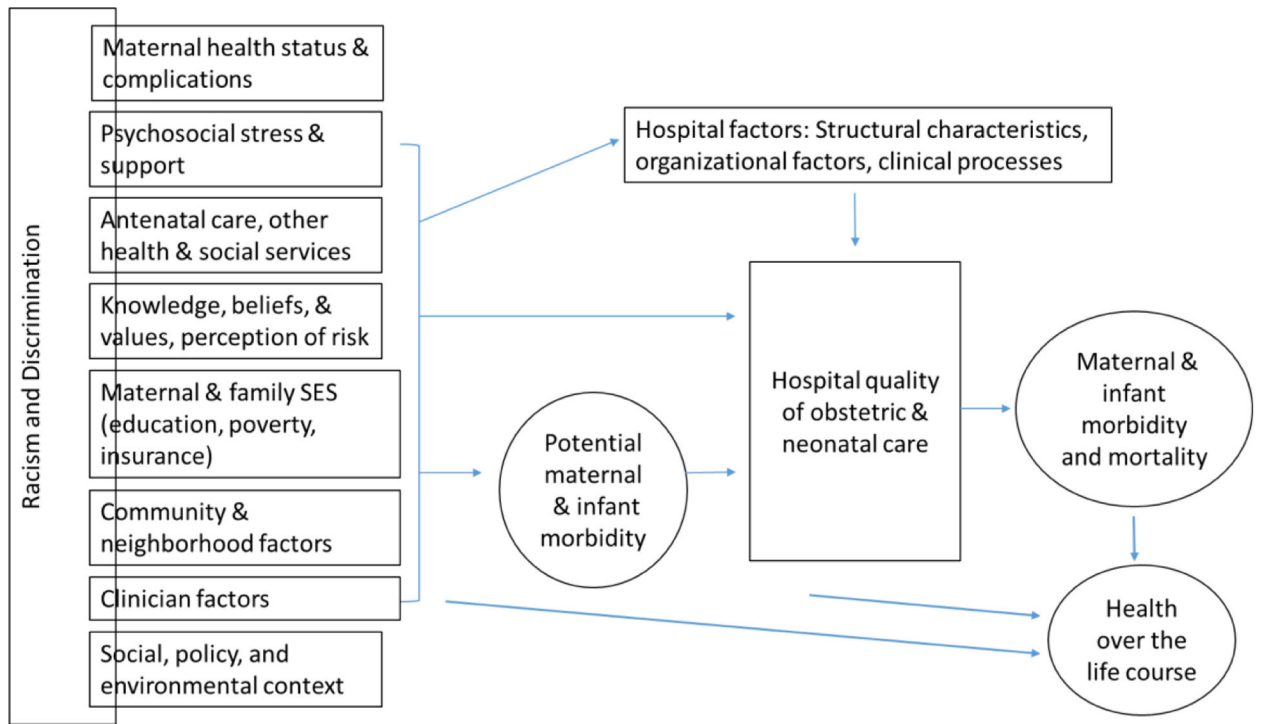 Racism and Discrimination
Maternal health status &
complications
Psychosocial stress &
support
Antenatal care, other
health & social services
Knowledge, beliefs, &
values, perception of risk
Maternal & family SES
(education, poverty,
insurance)
Community &
neighborhood factors
Clinician factors
Social, policy, and
environmental context
Hospital factors: Structural characteristics,
organizational factors, clinical processes
Potential
maternal
& infant
morbidity
Hospital quality
of obstetric &
neonatal care
Maternal &
infant
morbidity
and mortality
Health
over the
life course